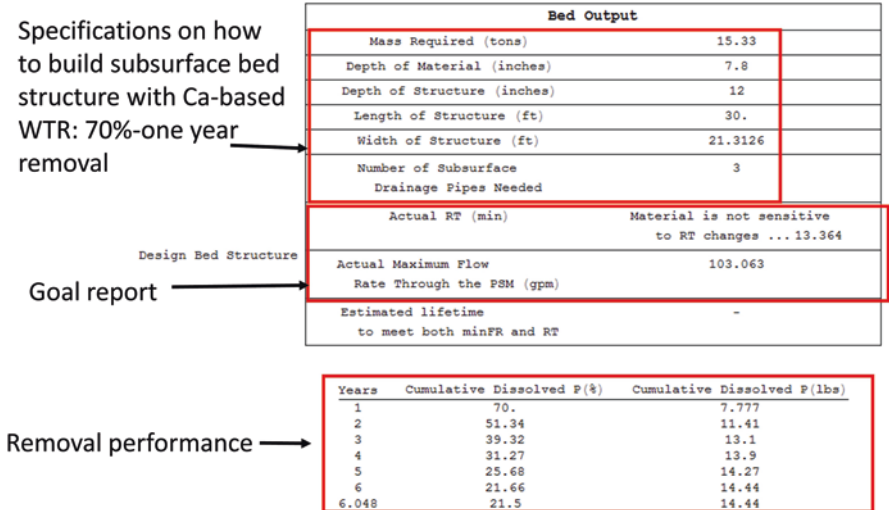 Specifications on how
to build subsurface bed
structure with Ca-based
WTR: 70%-one year
removal
Bed Output
Mass Required (tons) 15.33
Depth of Material (inches) 7.8
Depth of Structure (inches) 12
Length of Structure (ft) 30.
Width of Structure (ft) 21.3126
Number of Subsurface 3
Drainage Pipes Needed
Actual RT (min) Material is not sensitive
to RT changes ... 13.364
Design Bed Structure
Actual Maximum Flow 103.063
Rate Through the PSM (gpm)
Goal report
Estimated lifetime -
to meet both minFR and RT
Years Cumulative Dissolved P(%) Cumulative Dissolved P(lbs)
1 70. 7.777
2 51.34 11.41
3 39.32 13.1
4 31.27 13.9
5 25.68 14.27
6 21.66 14.44
6.048 21.5 14.44
Removal performance